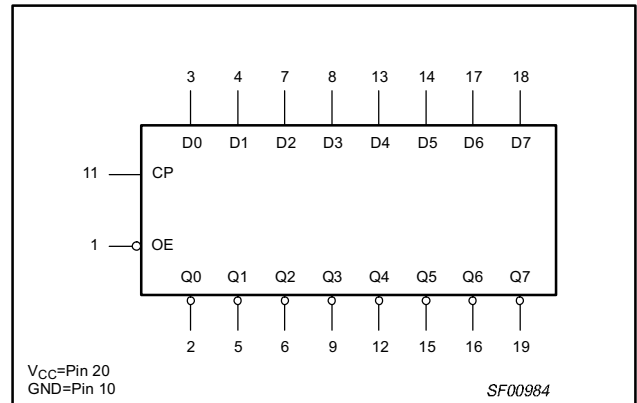 3 4 7 8 13 14 17 18
D0 D1 D2 D3 D4 D5 D6 D7
11 CP
1 OE
Q0 Q1 Q2 Q3 Q4 Q5 Q6 Q7
2 5 6 9 12 15 16 19
VCC=Pin 20
GND=Pin 10
SF00984